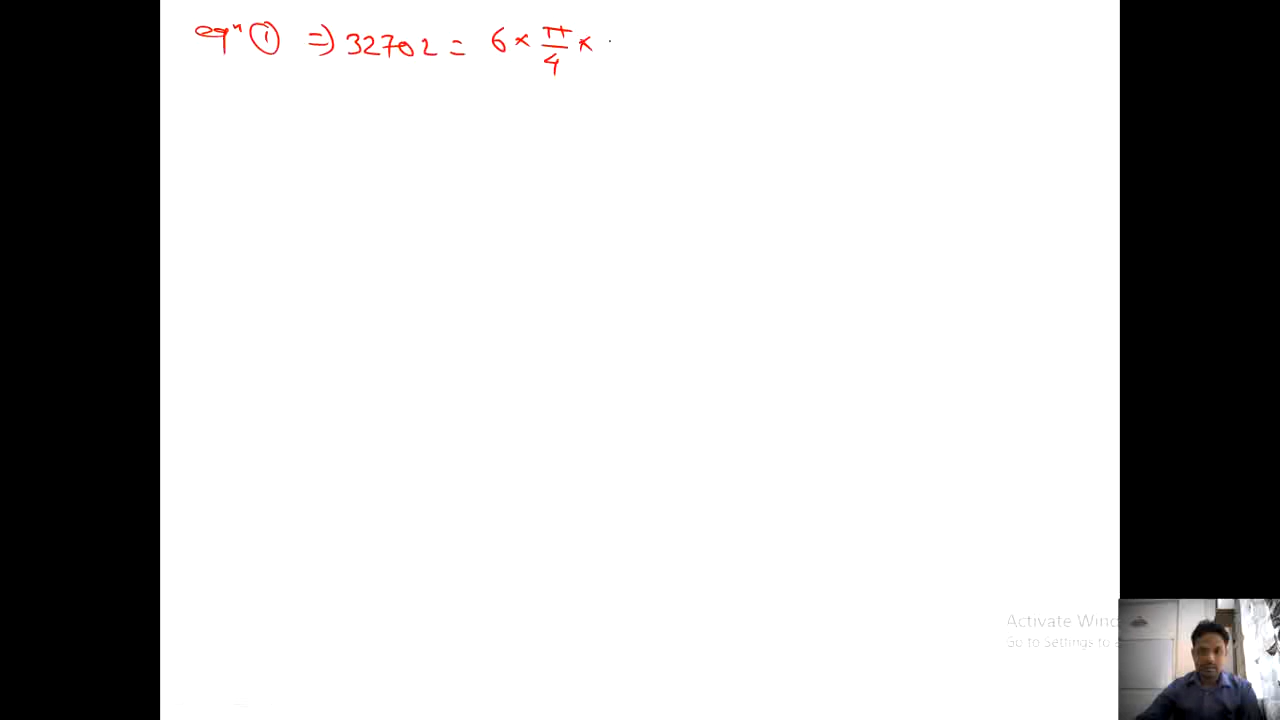 eqⁿ ① ⇒ 32702 = 6 × π/4 ×
Activate Wind
Go to Settings to